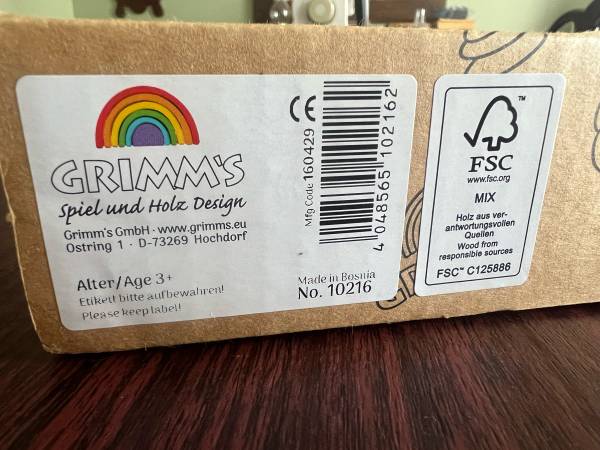 GRIMM'S
Spiel und Holz Design
Grimm's GmbH · www.grimms.eu
Ostring 1 · D-73269 Hochdorf
Alter/Age 3+
Etikett bitte aufbewahren!
Please keep label!
CE
Mfg Code 160429
4 048565 102162
Made in Bosnia
No. 10216
TM
FSC
www.fsc.org
MIX
Holz aus ver-
antwortungsvollen
Quellen
Wood from
responsible sources
FSC™ C125886